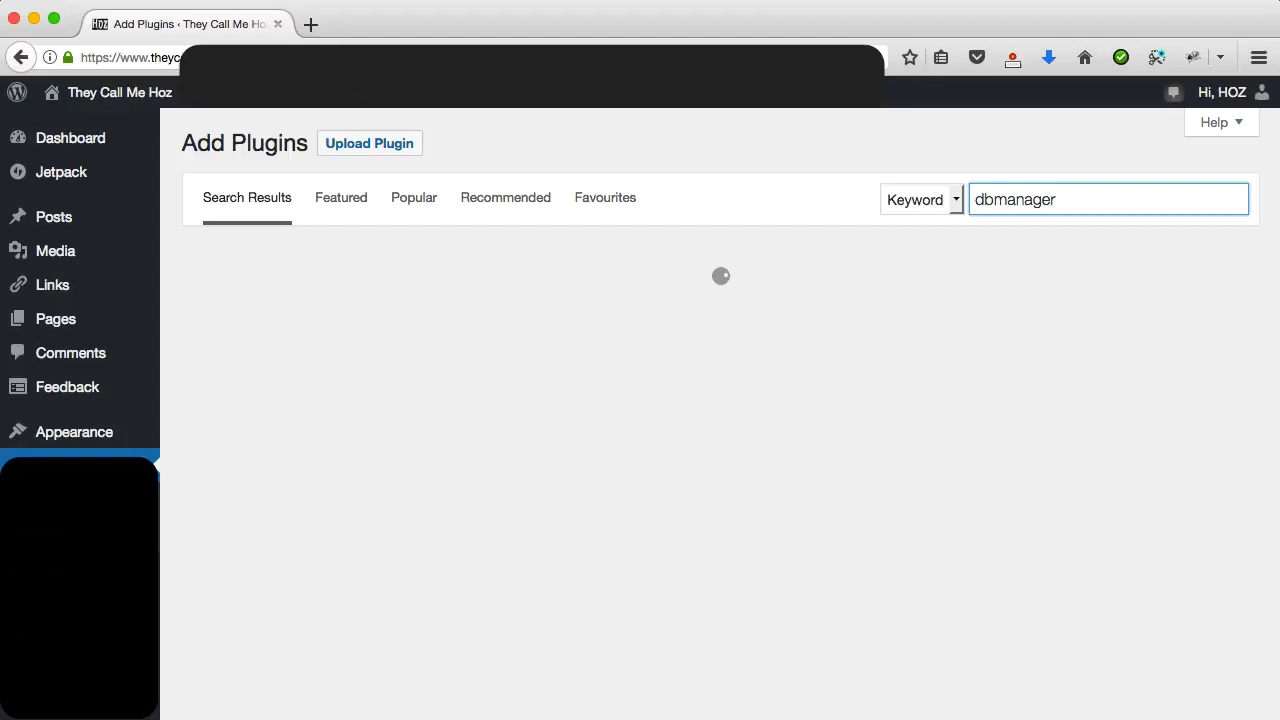 HOZ Add Plugins ‹ They Call Me Ho
https://www.theyc
They Call Me Hoz
Hi, HOZ
Dashboard
Jetpack
Posts
Media
Links
Pages
Comments
Feedback
Appearance
Help
Add Plugins Upload Plugin
Search Results Featured Popular Recommended Favourites Keyword dbmanager